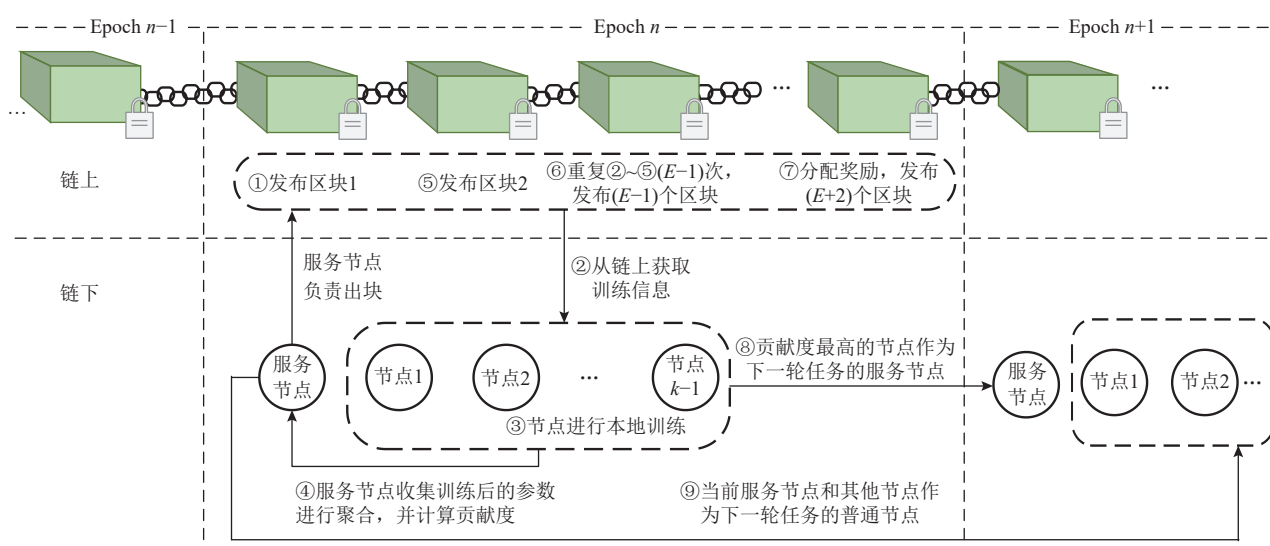 Epoch n−1
Epoch n
Epoch n+1
...
...
...
链上
①发布区块1
⑤发布区块2
⑥重复②~⑤(E−1)次，
发布(E−1)个区块
⑦分配奖励，发布
(E+2)个区块
链下
服务节点
负责出块
②从链上获取
训练信息
服务
节点
节点1
节点2
...
节点
k−1
③节点进行本地训练
⑧贡献度最高的节点作为
下一轮任务的服务节点
服务
节点
节点1
节点2
...
④服务节点收集训练后的参数
进行聚合，并计算贡献度
⑨当前服务节点和其他节点作
为下一轮任务的普通节点